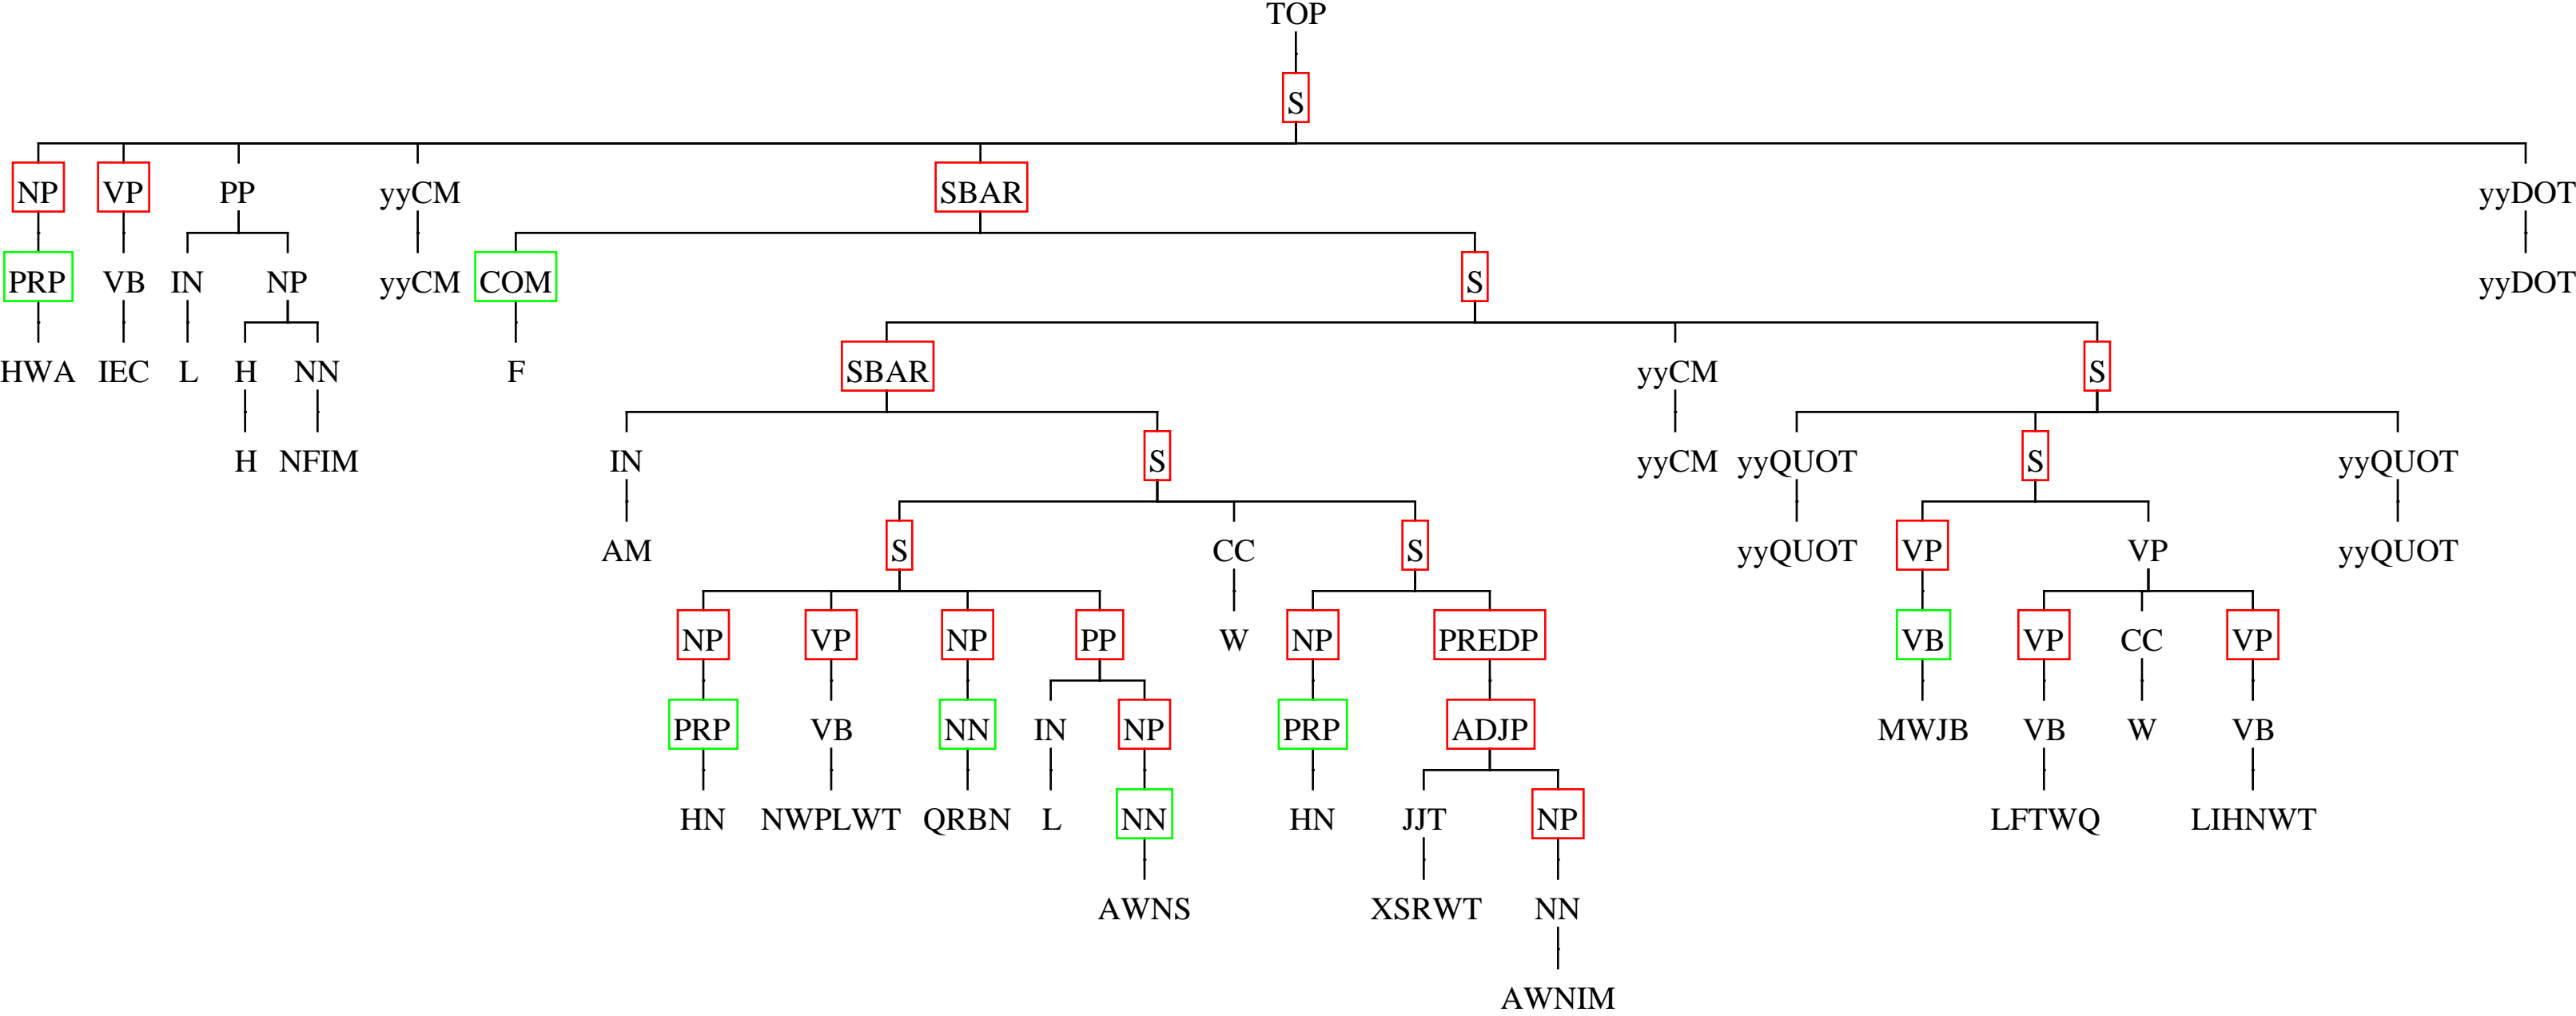 TOP
S
NP VP PP yyCM SBAR yyDOT
PRP VB IN NP yyCM COM S yyDOT
HWA IEC L H NN F SBAR yyCM S
H NFIM IN S yyCM yyQUOT S yyQUOT
AM S CC S yyQUOT VP VP yyQUOT
NP VP NP PP W NP PREDP VB VP CC VP
PRP VB NN IN NP PRP ADJP MWJB VB W VB
HN NWPLWT QRBN L NN HN JJT NP LFTWQ LIHNWT
AWNS XSRWT NN
AWNIM